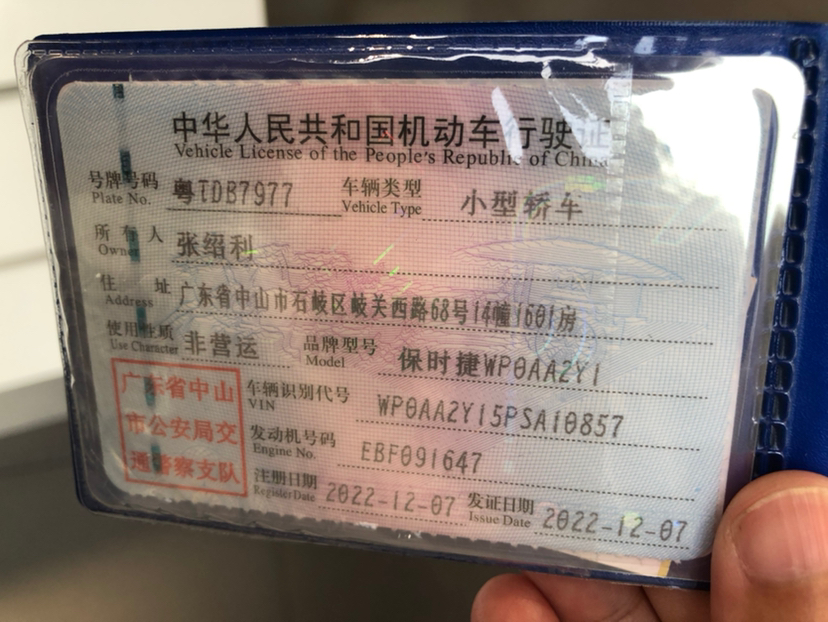 中华人民共和国机动车行驶证
Vehicle License of the People's Republic of China
号牌号码 粤TDB7977 车辆类型 小型轿车
Plate No. Vehicle Type
所有人 张绍利
Owner
住址 广东省中山市石岐区岐关西路68号14幢1601房
Address
使用性质 非营运 品牌型号 保时捷WP0AA2Y1
Use Character Model
广东省中山
市公安局交
通警察支队
车辆识别代号 WP0AA2Y15PSA10857
VIN
发动机号码 EBF091647
Engine No.
注册日期 2022-12-07 发证日期 2022-12-07
Register Date Issue Date